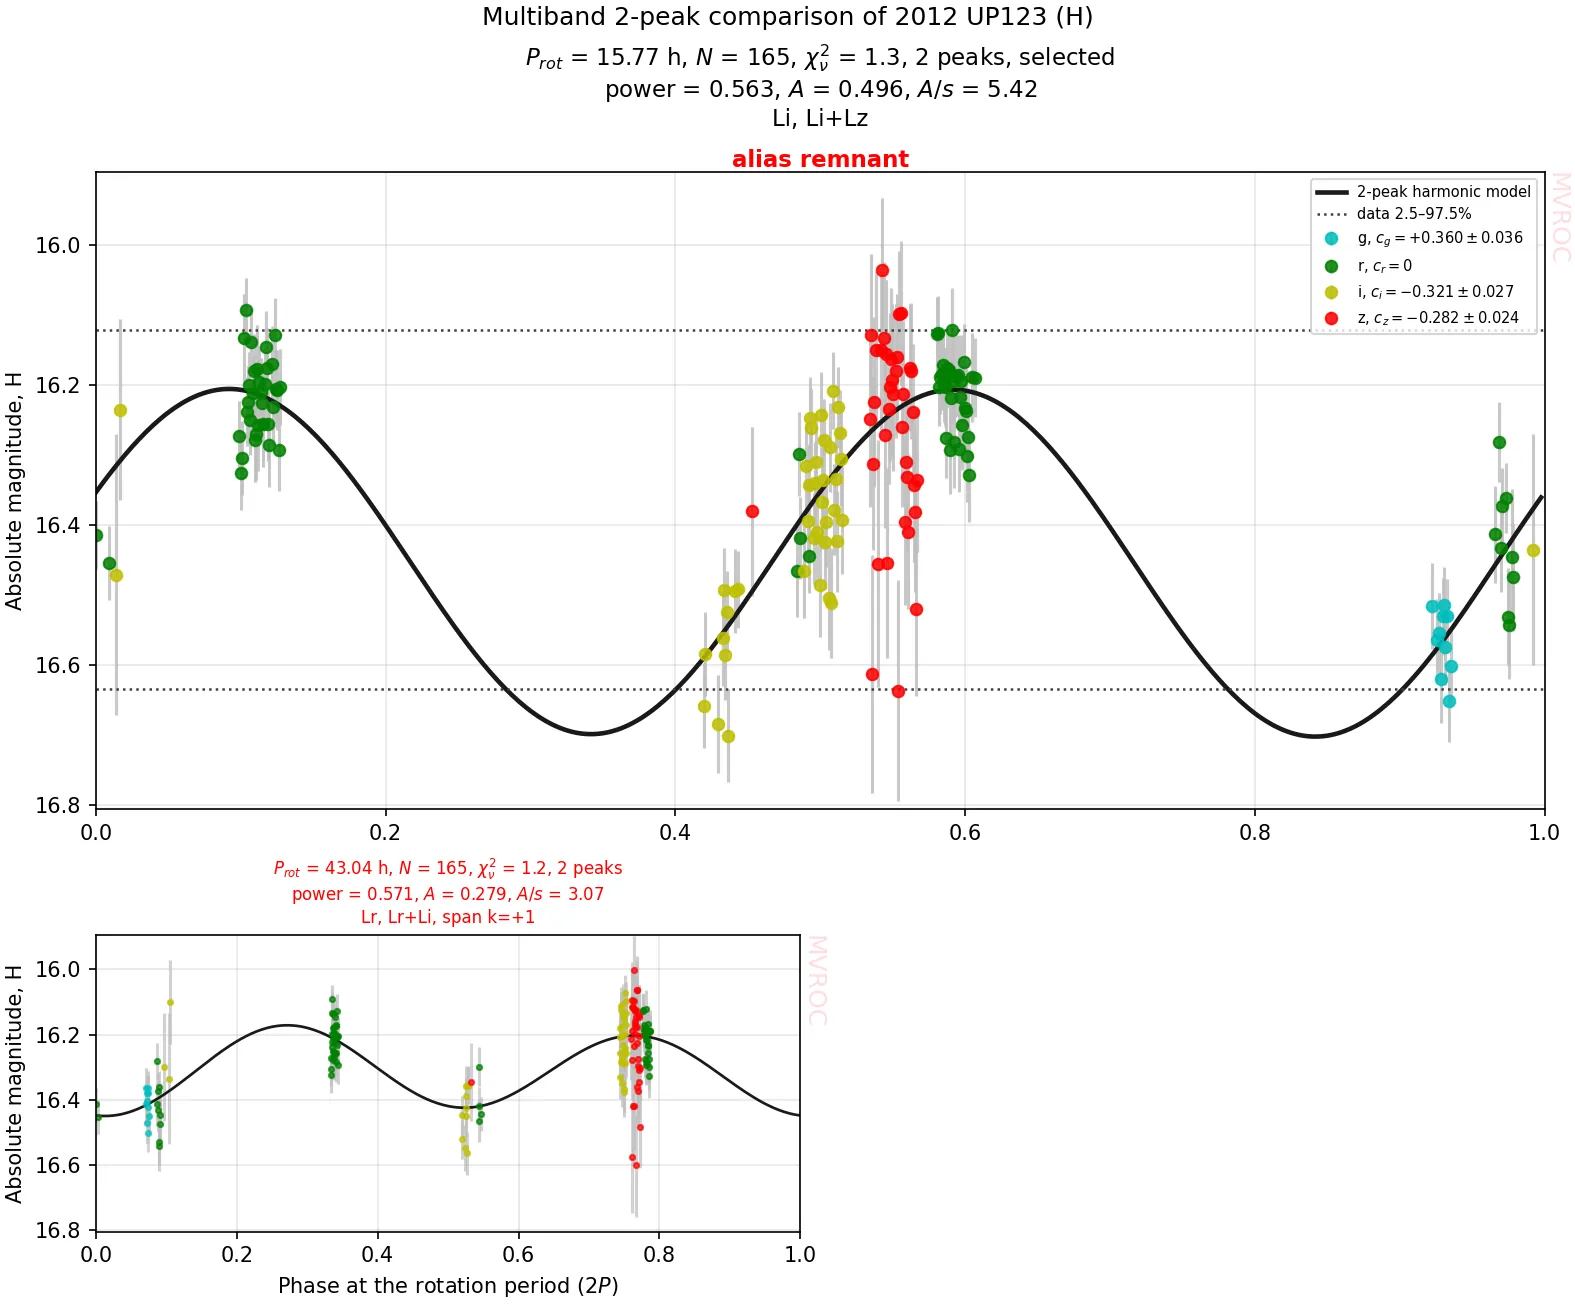 Multiband 2-peak comparison of 2012 UP123 (H)
P_rot = 15.77 h, N = 165, χ²_ν = 1.3, 2 peaks, selected
power = 0.563, A = 0.496, A/s = 5.42
Li, Li+Lz
alias remnant
MVROC
2-peak harmonic model
data 2.5–97.5%
g, c_g = +0.360 ± 0.036
r, c_r = 0
i, c_i = −0.321 ± 0.027
z, c_z = −0.282 ± 0.024
Absolute magnitude, H
16.0
16.2
16.4
16.6
16.8
0.0 0.2 0.4 0.6 0.8 1.0
P_rot = 43.04 h, N = 165, χ²_ν = 1.2, 2 peaks
power = 0.571, A = 0.279, A/s = 3.07
Lr, Lr+Li, span k=+1
MVROC
Absolute magnitude, H
16.0
16.2
16.4
16.6
16.8
0.0 0.2 0.4 0.6 0.8 1.0
Phase at the rotation period (2P)